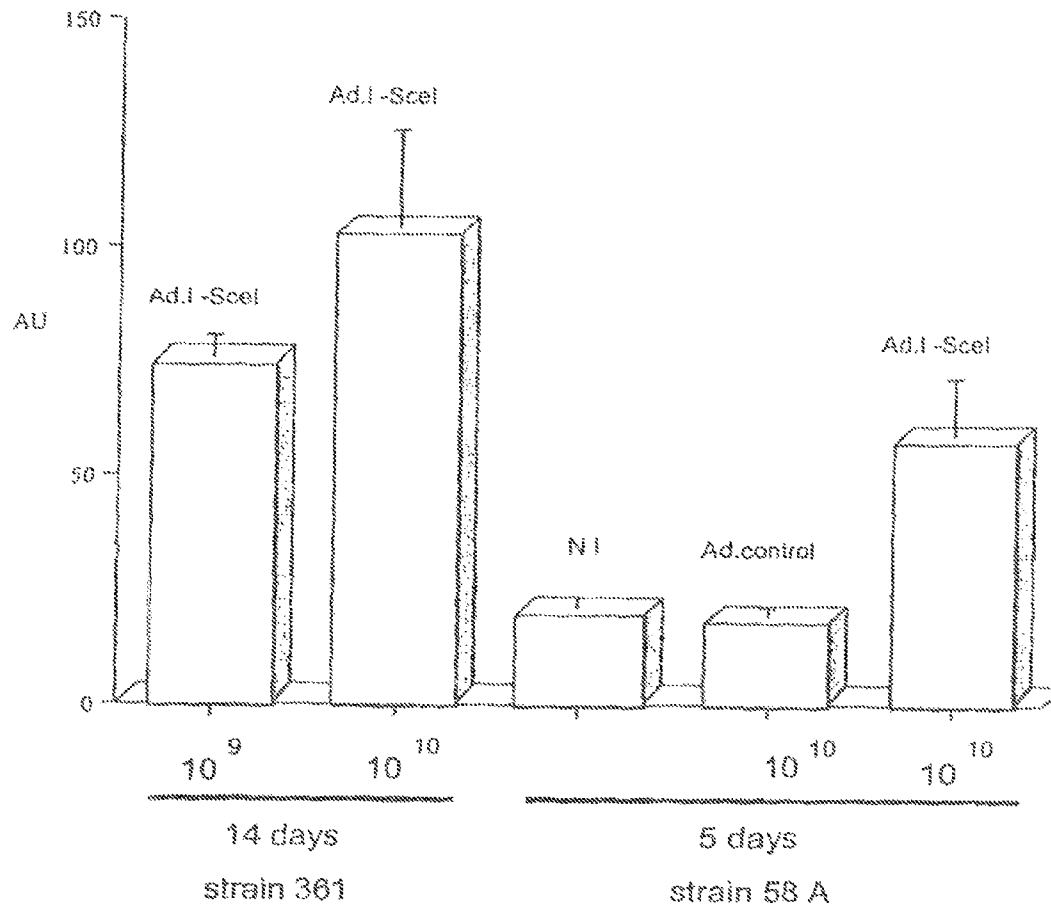 150
Ad.I -SceI
100
Ad.I -SceI
AU
Ad.I -SceI
50
N I
Ad.control
0
10 9
10 10
10 10
10 10
14 days
5 days
strain 361
strain 58 A